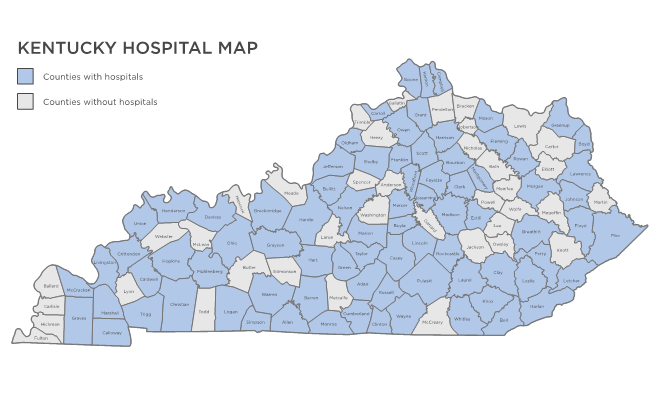 KENTUCKY HOSPITAL MAP
Counties with hospitals
Counties without hospitals
Boone
Campbell
Gallatin
Carroll
Trimble
Grant
Pendleton
Bracken
Mason
Lewis
Greenup
Boyd
Carter
Henry
Owen
Harrison
Robertson
Fleming
Rowan
Elliott
Lawrence
Oldham
Scott
Nicholas
Bath
Jefferson
Shelby
Franklin
Bourbon
Bullitt
Spencer
Anderson
Fayette
Clark
Menifee
Morgan
Johnson
Martin
Meade
Nelson
Washington
Mercer
Madison
Estill
Powell
Wolfe
Magoffin
Floyd
Pike
Breckinridge
Hardin
Larue
Marion
Boyle
Garrard
Lee
Breathitt
Knott
Henderson
Union
Webster
Daviess
McLean
Ohio
Grayson
Hart
Green
Taylor
Casey
Lincoln
Rockcastle
Jackson
Owsley
Perry
Letcher
Livingston
Crittenden
Hopkins
Muhlenberg
Butler
Edmonson
Adair
Russell
Pulaski
Laurel
Clay
Leslie
Harlan
Ballard
McCracken
Lyon
Caldwell
Warren
Barren
Metcalfe
Knox
Bell
Carlisle
Graves
Marshall
Trigg
Christian
Todd
Logan
Simpson
Allen
Monroe
Cumberland
Clinton
Wayne
McCreary
Whitley
Hickman
Fulton
Calloway